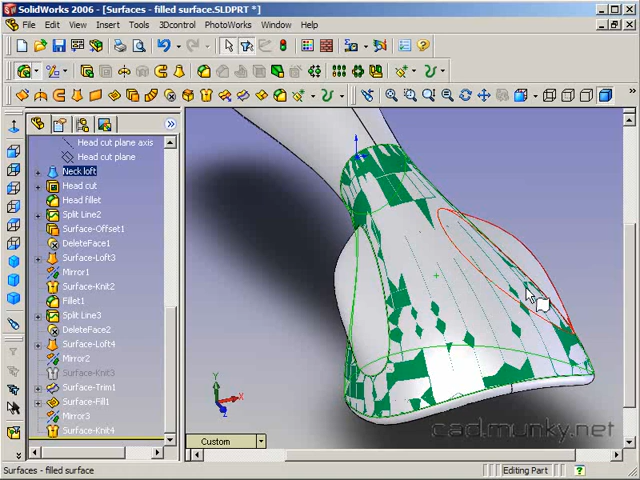 SolidWorks 2006 - [Surfaces - filled surface.SLDPRT *]
File Edit View Insert Tools 3Dcontrol PhotoWorks Window Help
Head cut plane axis
Head cut plane
Neck loft
Head cut
Head fillet
Split Line2
Surface-Offset1
DeleteFace1
Surface-Loft3
Mirror1
Surface-Knit2
Fillet1
Split Line3
DeleteFace2
Surface-Loft4
Mirror2
Surface-Knit3
Surface-Trim1
Surface-Fill1
Mirror3
Surface-Knit4
Y
X
Z
Custom
cad.munky.net
Surfaces - filled surface
Editing Part